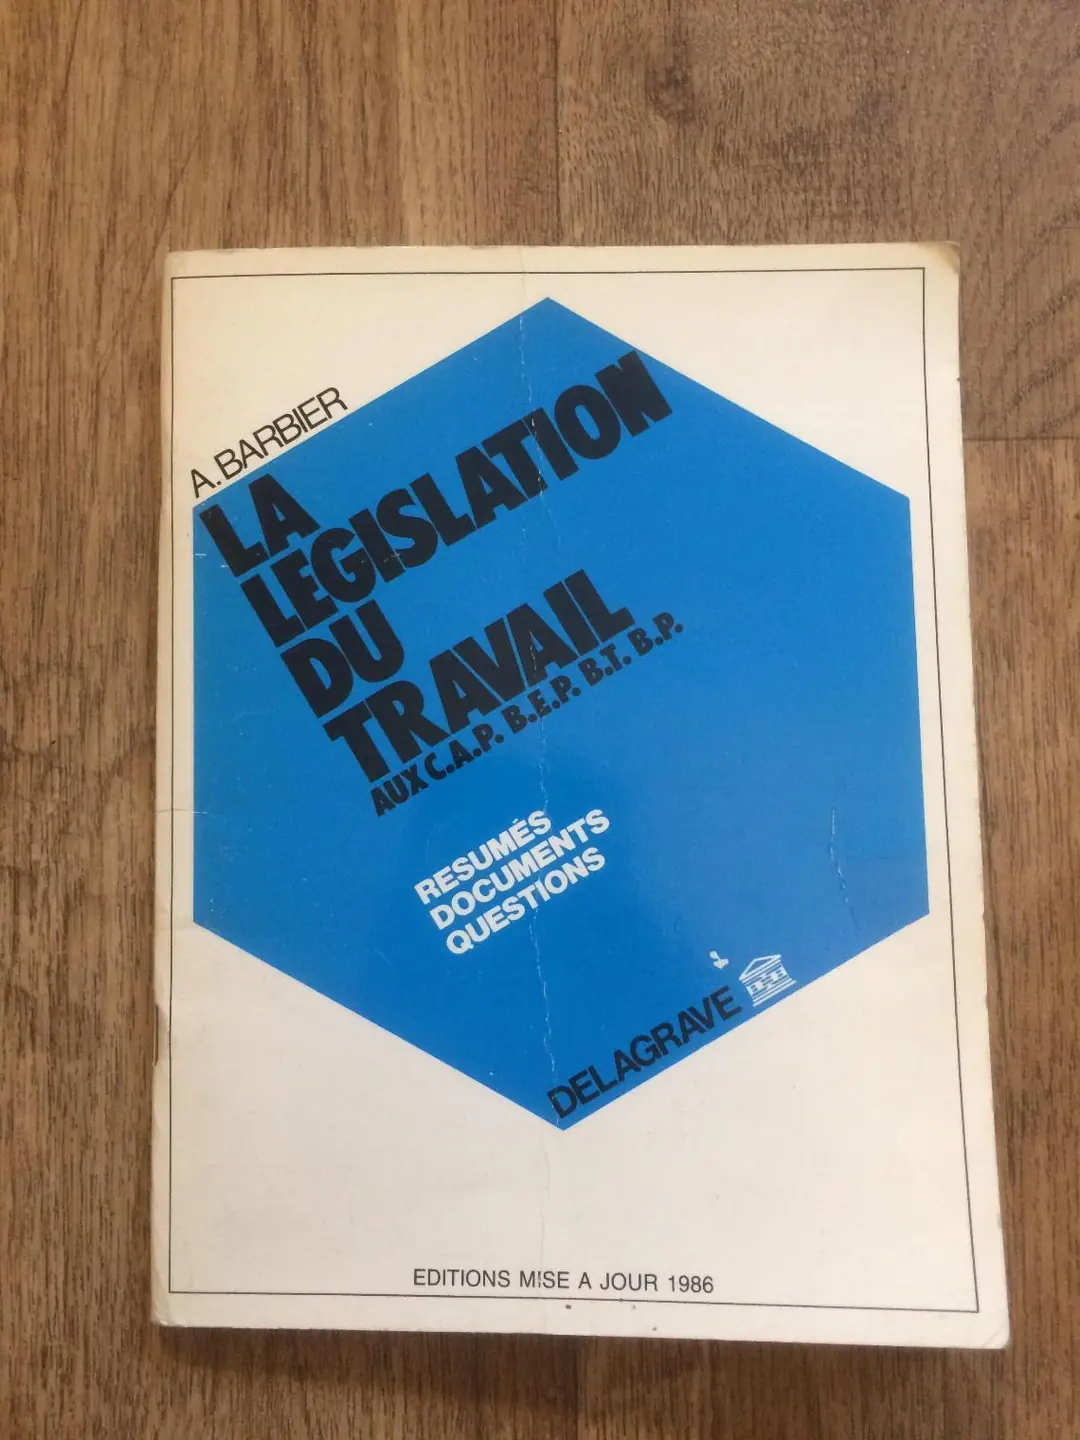 A. BARBIER
LA
LEGISLATION
DU
TRAVAIL
AUX C.A.P. B.E.P. B.T. B.P.
RESUMÉS
DOCUMENTS
QUESTIONS
DELAGRAVE
EDITIONS MISE A JOUR 1986